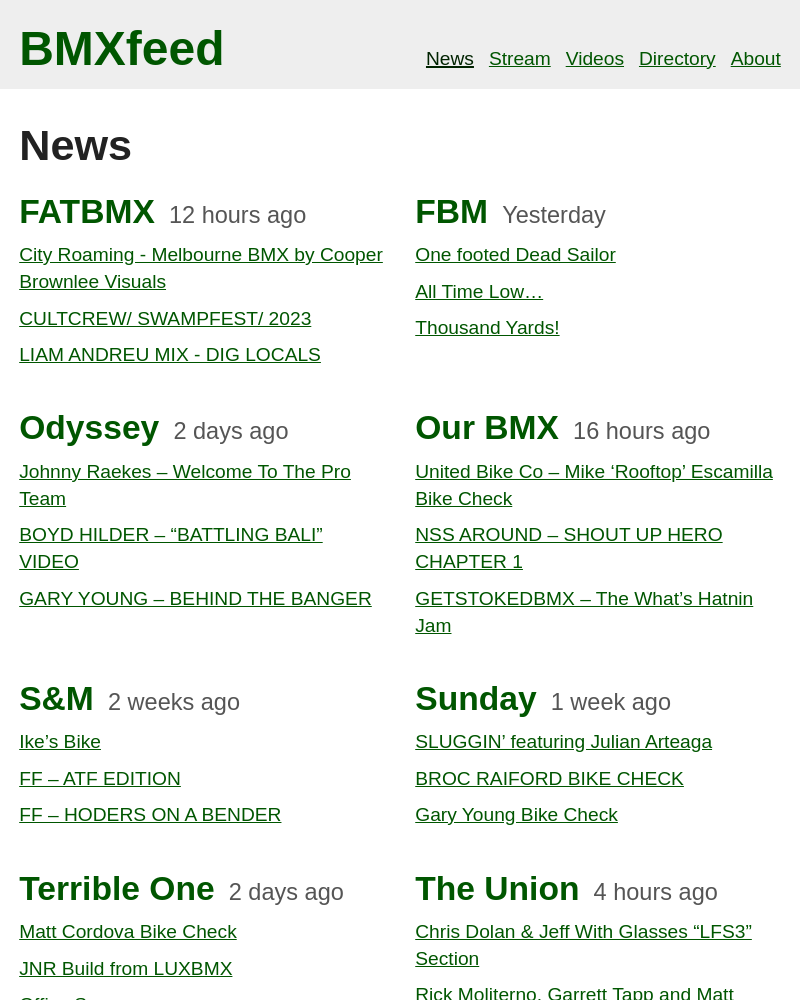 BMXfeed
News Stream Videos Directory About
News
FATBMX 12 hours ago
City Roaming - Melbourne BMX by Cooper
Brownlee Visuals
CULTCREW/ SWAMPFEST/ 2023
LIAM ANDREU MIX - DIG LOCALS
FBM Yesterday
One footed Dead Sailor
All Time Low…
Thousand Yards!
Odyssey 2 days ago
Johnny Raekes – Welcome To The Pro
Team
BOYD HILDER – “BATTLING BALI”
VIDEO
GARY YOUNG – BEHIND THE BANGER
Our BMX 16 hours ago
United Bike Co – Mike ‘Rooftop’ Escamilla
Bike Check
NSS AROUND – SHOUT UP HERO
CHAPTER 1
GETSTOKEDBMX – The What’s Hatnin
Jam
S&M 2 weeks ago
Ike’s Bike
FF – ATF EDITION
FF – HODERS ON A BENDER
Sunday 1 week ago
SLUGGIN’ featuring Julian Arteaga
BROC RAIFORD BIKE CHECK
Gary Young Bike Check
Terrible One 2 days ago
Matt Cordova Bike Check
JNR Build from LUXBMX
The Union 4 hours ago
Chris Dolan & Jeff With Glasses “LFS3”
Section
Rick Moliterno, Garrett Tapp and Matt